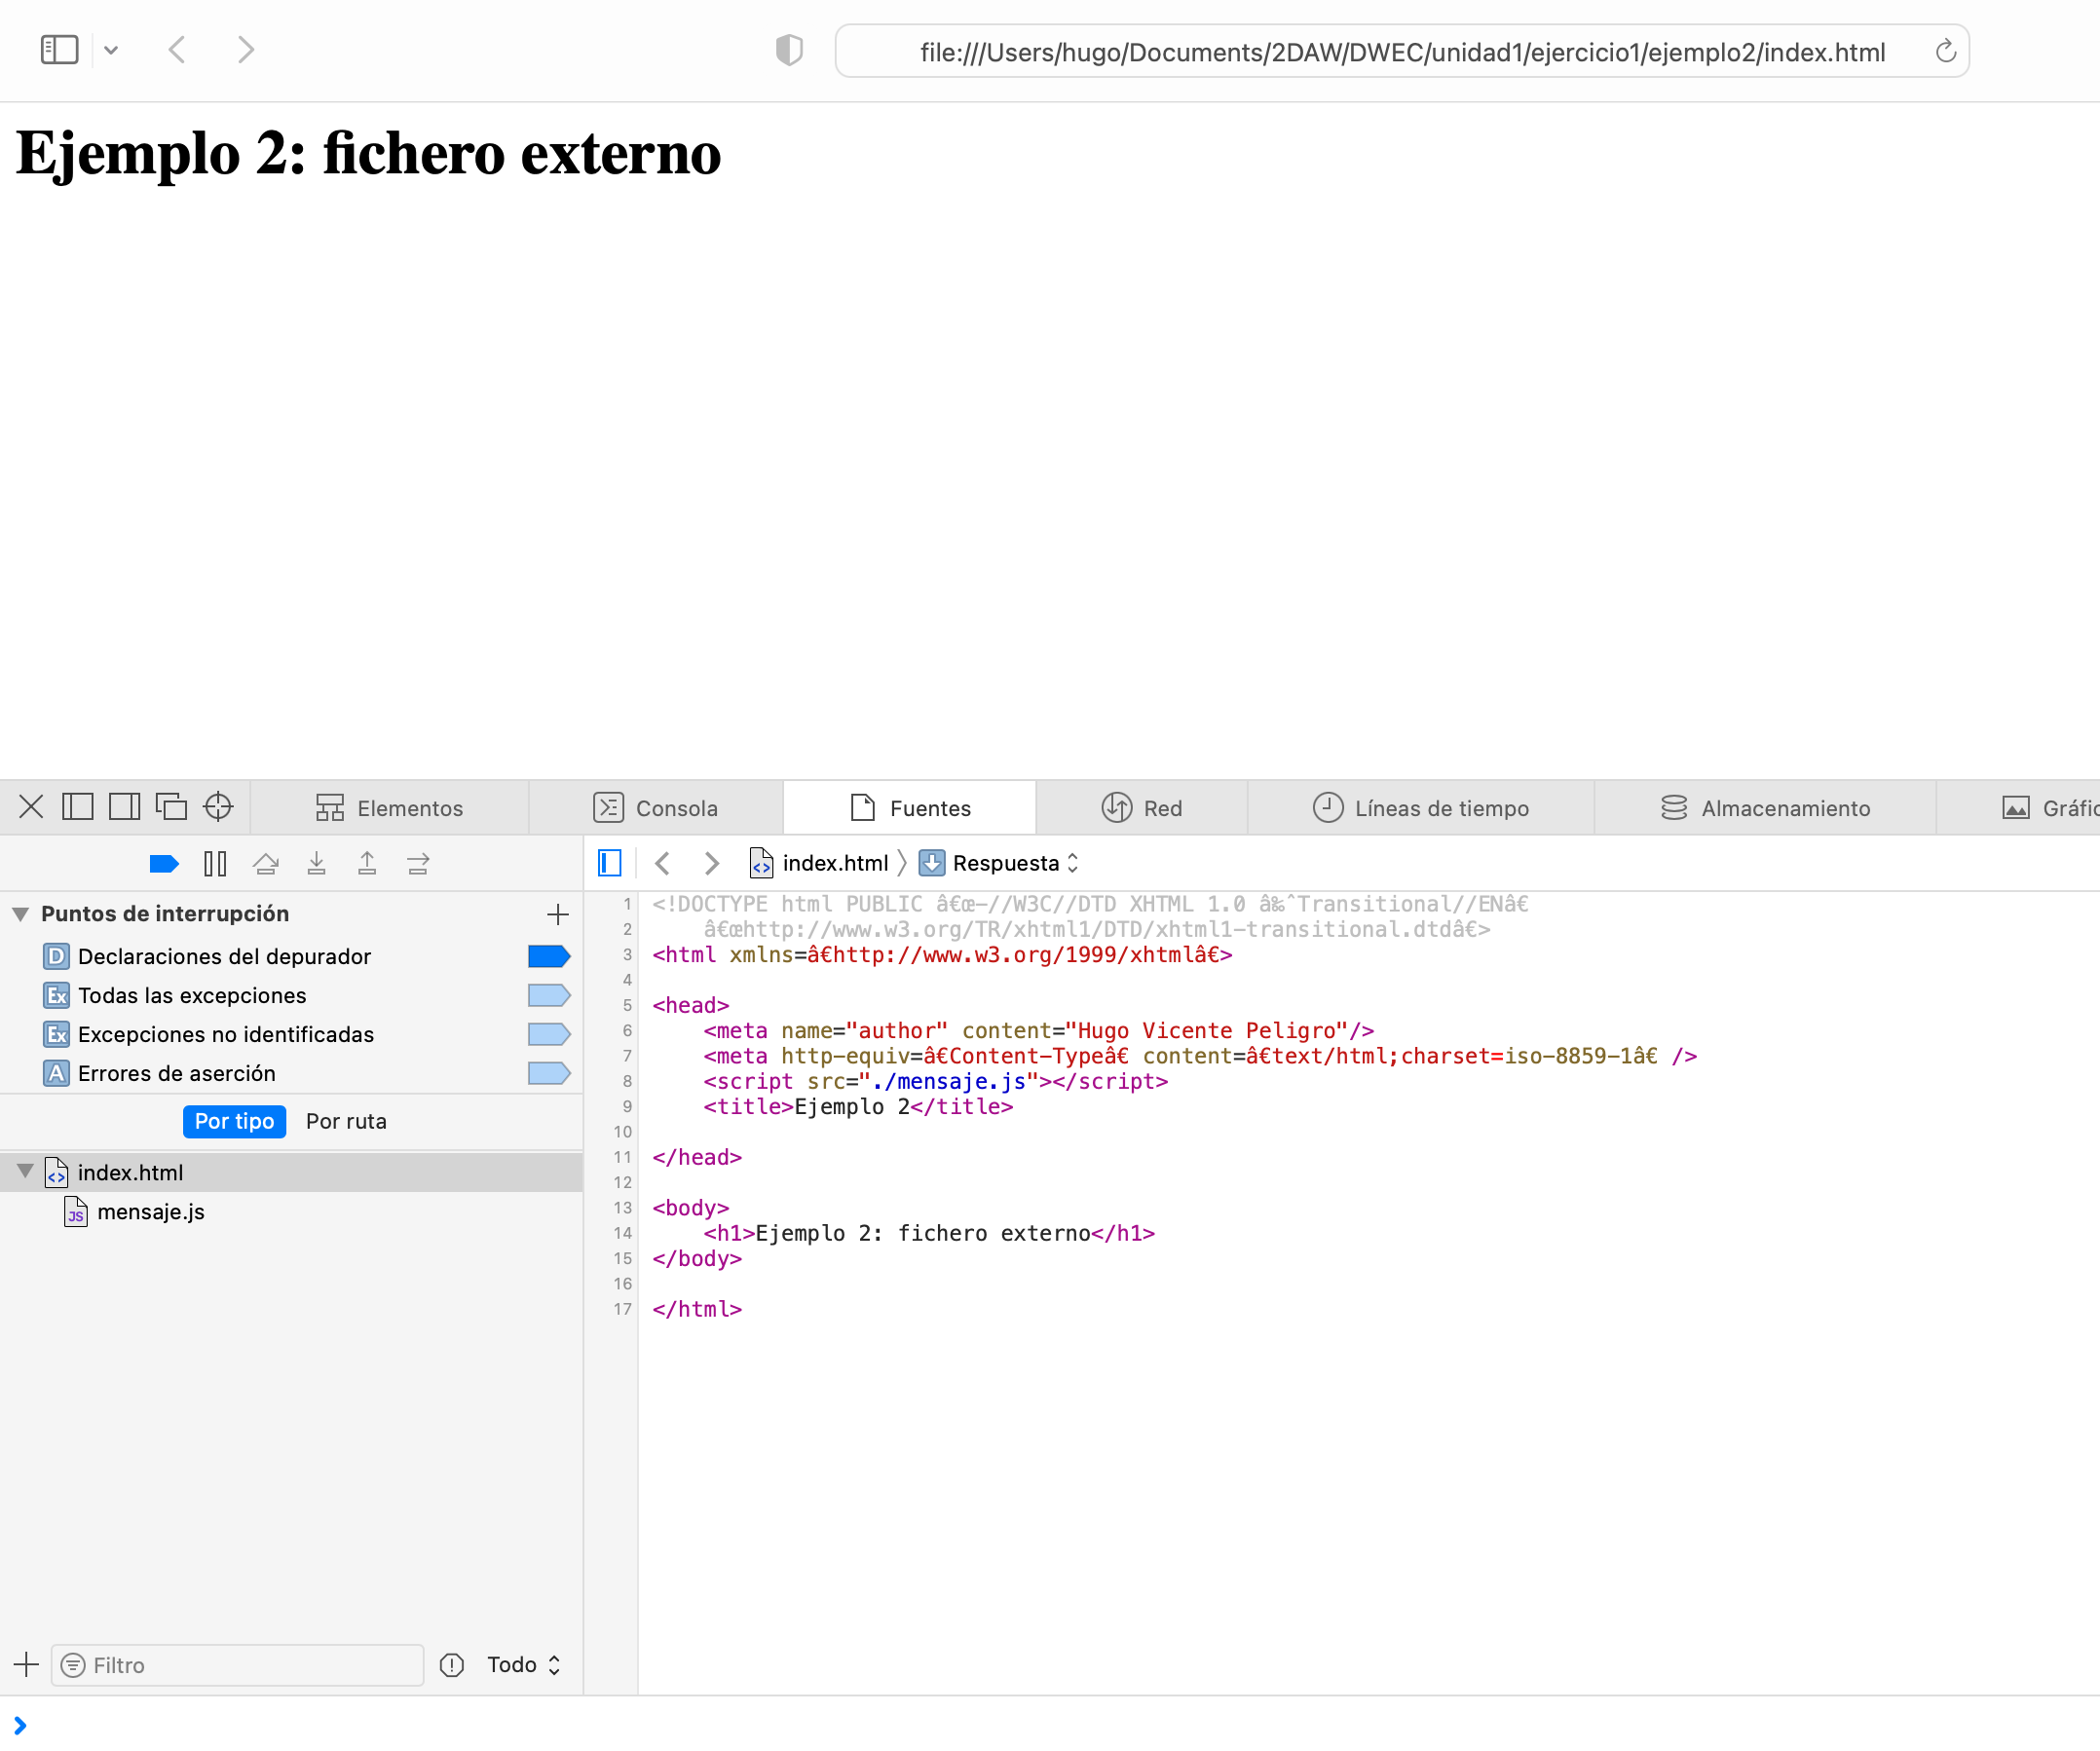 file:///Users/hugo/Documents/2DAW/DWEC/unidad1/ejercicio1/ejemplo2/index.html
Ejemplo 2: fichero externo
Elementos
Consola
Fuentes
Red
Líneas de tiempo
Almacenamiento
Gráfic
index.html
Respuesta
Puntos de interrupción
D Declaraciones del depurador
Ex Todas las excepciones
Ex Excepciones no identificadas
A Errores de aserción
Por tipo Por ruta
index.html
JS mensaje.js
Filtro
Todo
1 <!DOCTYPE html PUBLIC â€œ-//W3C//DTD XHTML 1.0 â‰ˆTransitional//ENâ€
2 â€œhttp://www.w3.org/TR/xhtml1/DTD/xhtml1-transitional.dtdâ€>
3 <html xmlns=â€http://www.w3.org/1999/xhtmlâ€>
4
5 <head>
6 <meta name="author" content="Hugo Vicente Peligro"/>
7 <meta http-equiv=â€Content-Typeâ€ content=â€text/html;charset=iso-8859-1â€ />
8 <script src="./mensaje.js"></script>
9 <title>Ejemplo 2</title>
10
11 </head>
12
13 <body>
14 <h1>Ejemplo 2: fichero externo</h1>
15 </body>
16
17 </html>